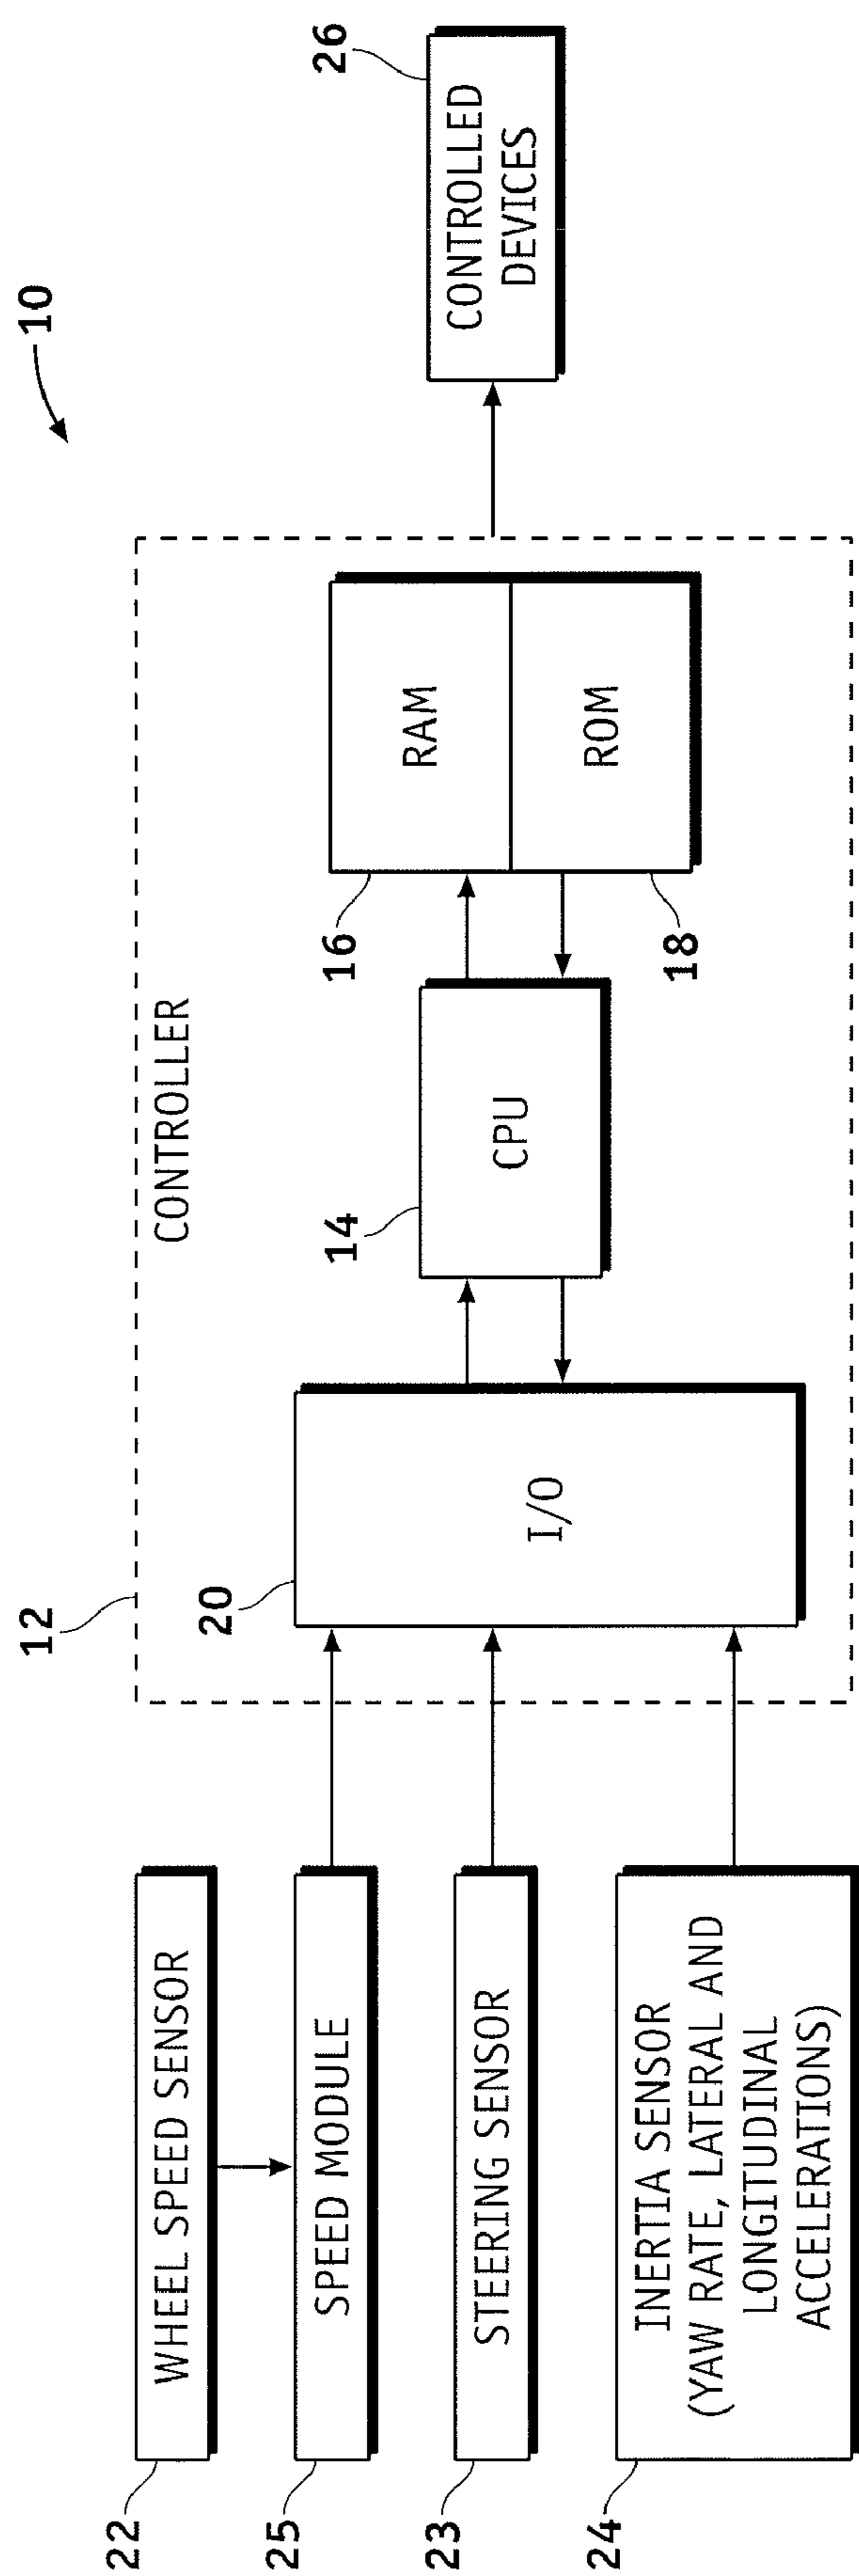 10
12
CONTROLLER
22
WHEEL SPEED SENSOR
25
SPEED MODULE
23
STEERING SENSOR
24
INERTIA SENSOR
(YAW RATE, LATERAL AND
LONGITUDINAL
ACCELERATIONS)
20
I/O
14
CPU
16
RAM
ROM
18
26
CONTROLLED
DEVICES